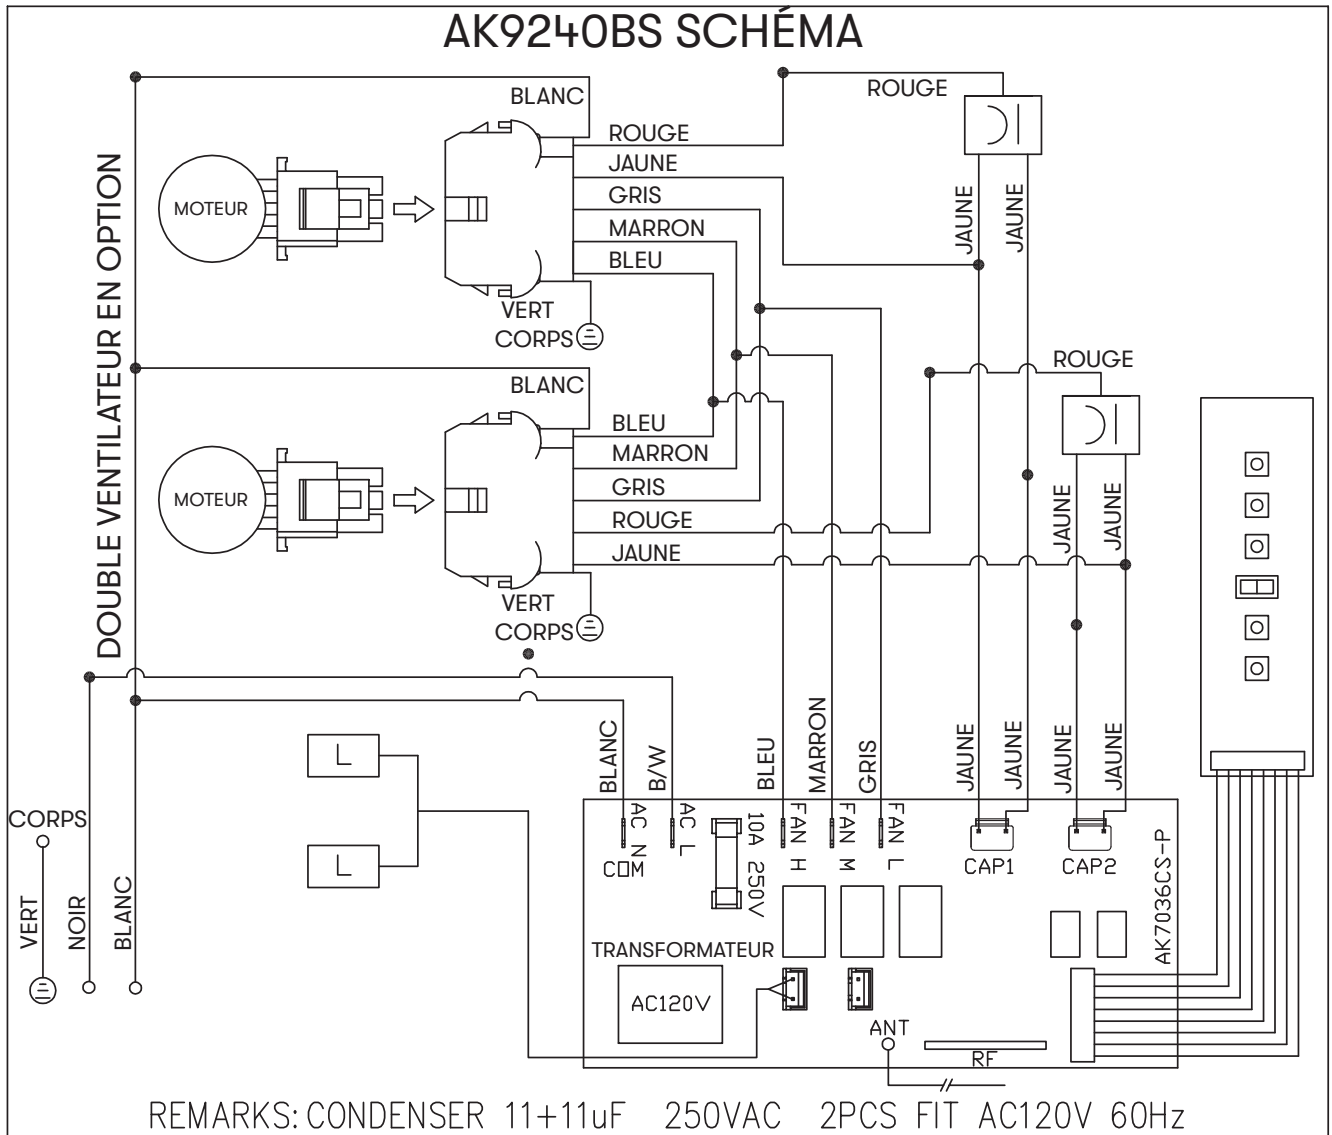 AK9240BS SCHÉMA
DOUBLE VENTILATEUR EN OPTION
BLANC
ROUGE
JAUNE
GRIS
MARRON
BLEU
MOTEUR
VERT
CORPS
ROUGE
JAUNE
JAUNE
BLANC
BLEU
MARRON
GRIS
ROUGE
JAUNE
MOTEUR
VERT
CORPS
ROUGE
JAUNE
JAUNE
BLANC
B/W
BLEU
MARRON
GRIS
JAUNE
JAUNE
JAUNE
JAUNE
L
L
CORPS
VERT
NOIR
BLANC
AC N
COM
AC L
10A 250V
FAN H
FAN M
FAN L
CAP1
CAP2
AK7036CS-P
TRANSFORMATEUR
AC120V
ANT
RF
REMARKS: CONDENSER 11+11uF 250VAC 2PCS FIT AC120V 60Hz